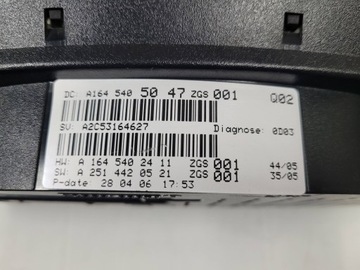 DC: A164 540 50 47 ZGS 001 Q02
SV: A2C53164627 Diagnose: 0D03
HW: A 164 540 24 11 ZGS 001 44/05
SW: A 251 442 05 21 ZGS 001 35/05
P-date 28 04 06 17:53